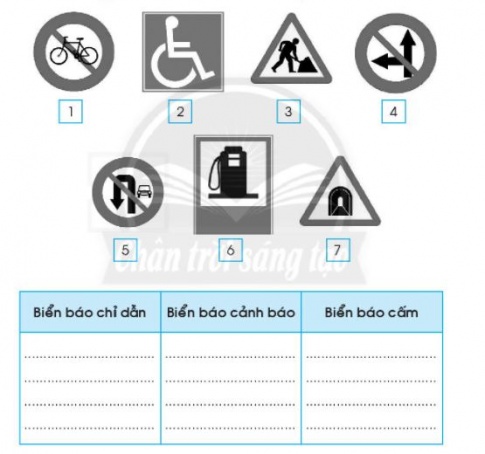 1 2 3 4
5 6 7
chân trời sáng tạo
Biển báo chỉ dẫn Biển báo cảnh báo Biển báo cấm